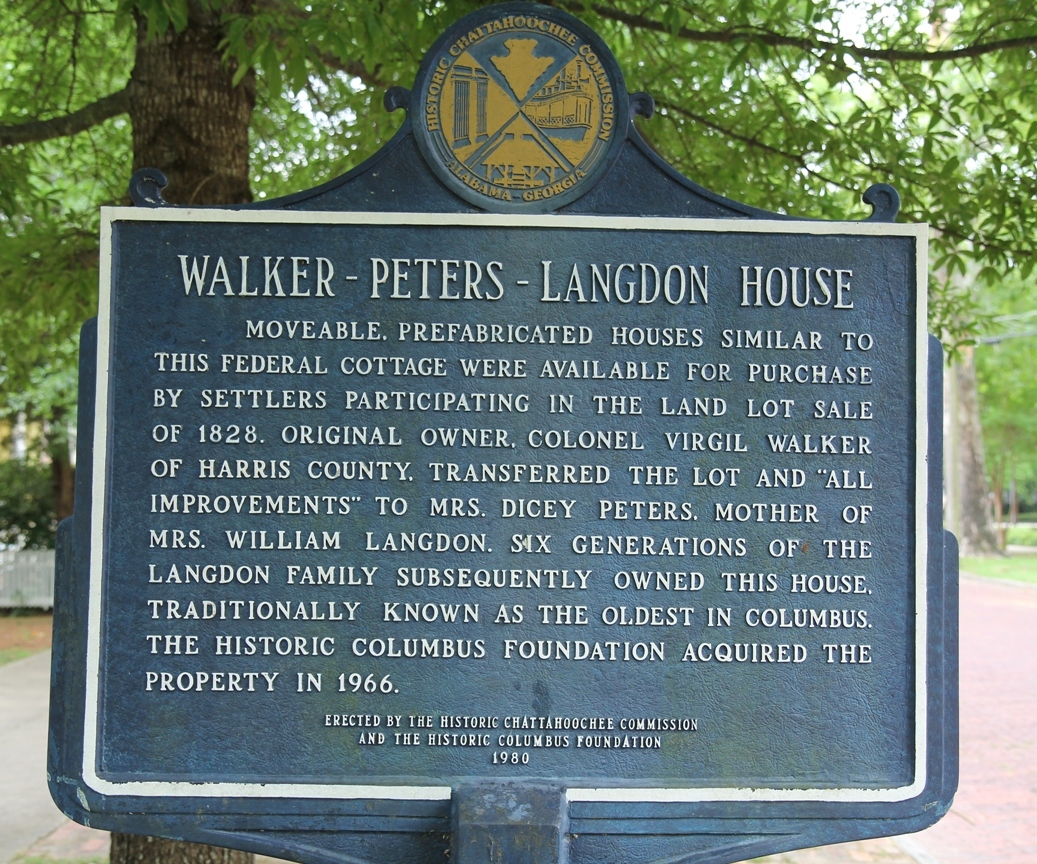 HISTORIC CHATTAHOOCHEE COMMISSION
ALABAMA - GEORGIA
WALKER - PETERS - LANGDON HOUSE
MOVEABLE, PREFABRICATED HOUSES SIMILAR TO
THIS FEDERAL COTTAGE WERE AVAILABLE FOR PURCHASE
BY SETTLERS PARTICIPATING IN THE LAND LOT SALE
OF 1828. ORIGINAL OWNER, COLONEL VIRGIL WALKER
OF HARRIS COUNTY, TRANSFERRED THE LOT AND "ALL
IMPROVEMENTS" TO MRS. DICEY PETERS, MOTHER OF
MRS. WILLIAM LANGDON. SIX GENERATIONS OF THE
LANGDON FAMILY SUBSEQUENTLY OWNED THIS HOUSE,
TRADITIONALLY KNOWN AS THE OLDEST IN COLUMBUS.
THE HISTORIC COLUMBUS FOUNDATION ACQUIRED THE
PROPERTY IN 1966.
ERECTED BY THE HISTORIC CHATTAHOOCHEE COMMISSION
AND THE HISTORIC COLUMBUS FOUNDATION
1980